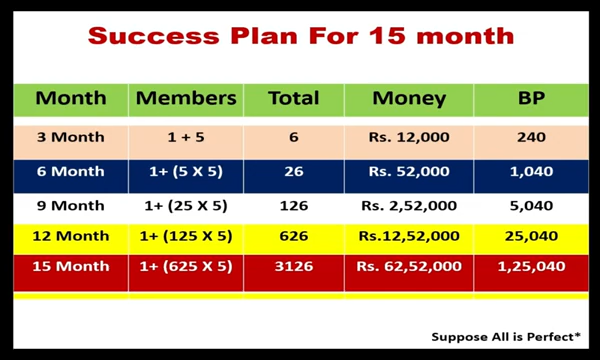 Success Plan For 15 month
Month Members Total Money BP
3 Month 1 + 5 6 Rs. 12,000 240
6 Month 1+ (5 X 5) 26 Rs. 52,000 1,040
9 Month 1+ (25 X 5) 126 Rs. 2,52,000 5,040
12 Month 1+ (125 X 5) 626 Rs.12,52,000 25,040
15 Month 1+ (625 X 5) 3126 Rs. 62,52,000 1,25,040
Suppose All is Perfect*